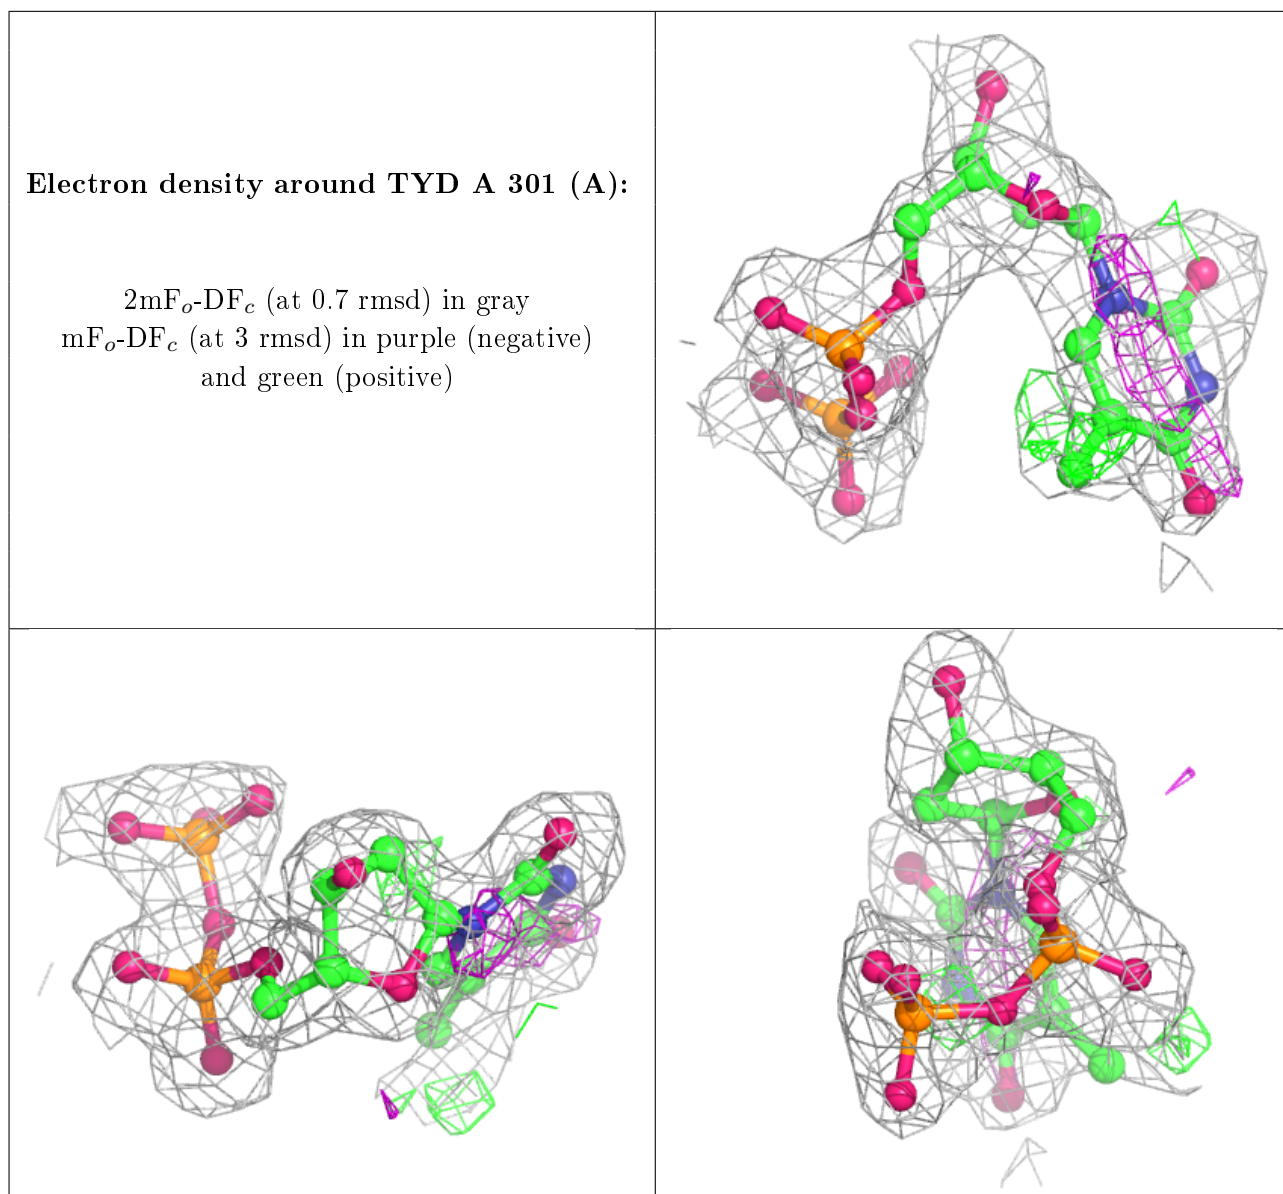 Electron density around TYD A 301 (A):
2mFₒ-DF𝑐 (at 0.7 rmsd) in gray
mFₒ-DF𝑐 (at 3 rmsd) in purple (negative)
and green (positive)